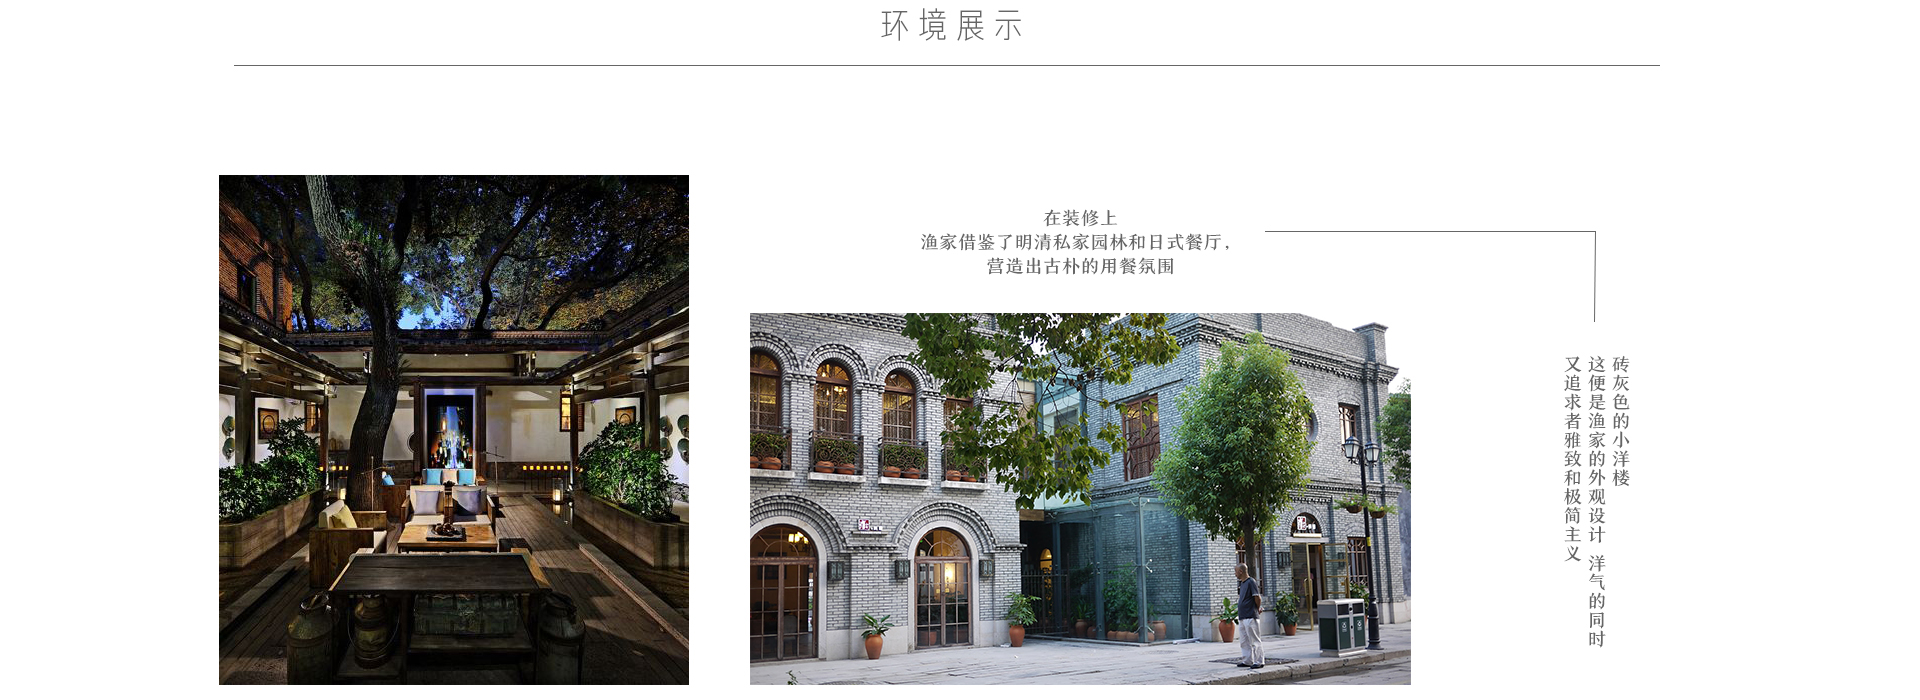 环境展示
在装修上
渔家借鉴了明清私家园林和日式餐厅，
营造出古朴的用餐氛围
砖灰色的小洋楼
这便是渔家的外观设计 洋气的同时
又追求者雅致和极简主义